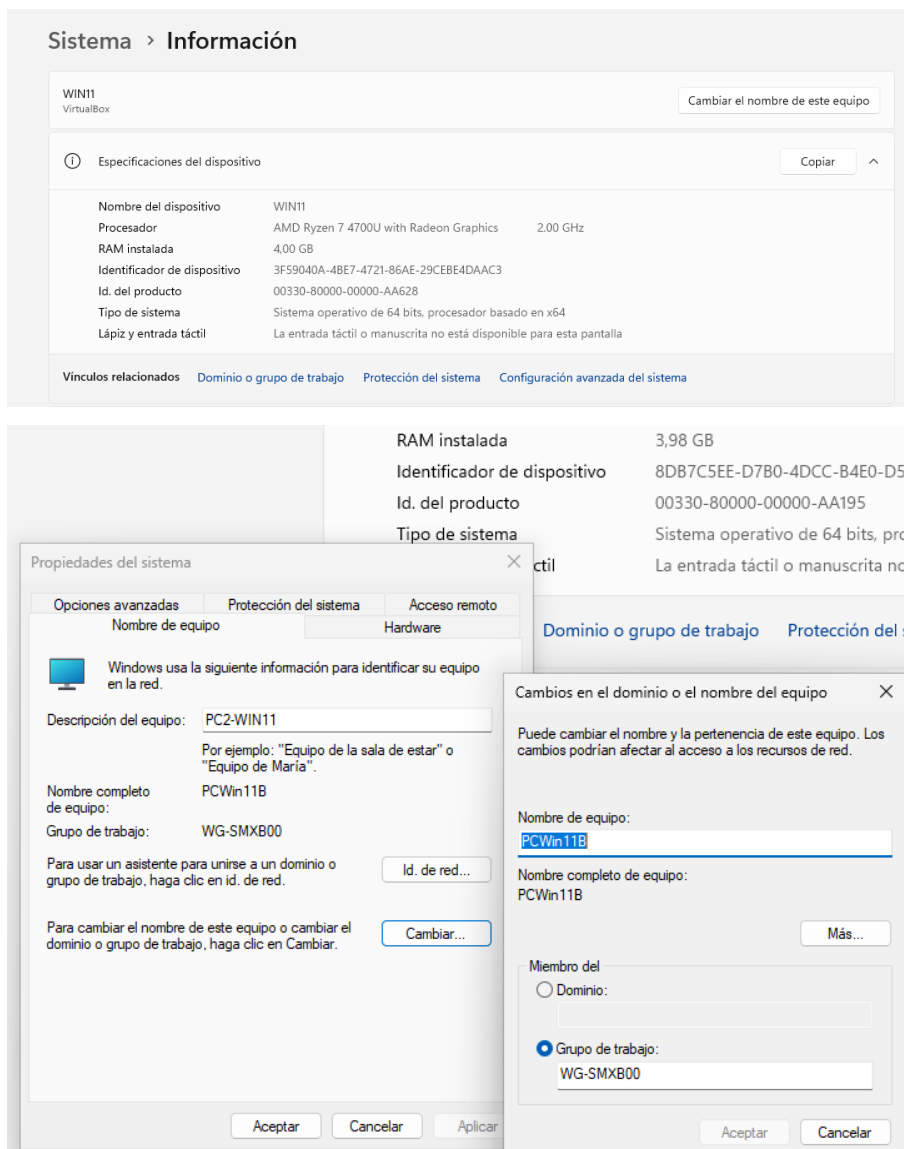 Sistema > Información
WIN11
VirtualBox
Cambiar el nombre de este equipo
Especificaciones del dispositivo
Copiar
Nombre del dispositivo WIN11
Procesador AMD Ryzen 7 4700U with Radeon Graphics 2.00 GHz
RAM instalada 4,00 GB
Identificador de dispositivo 3F59040A-4BE7-4721-86AE-29CEBE4DAAC3
Id. del producto 00330-80000-00000-AA628
Tipo de sistema Sistema operativo de 64 bits, procesador basado en x64
Lápiz y entrada táctil La entrada táctil o manuscrita no está disponible para esta pantalla
Vínculos relacionados Dominio o grupo de trabajo Protección del sistema Configuración avanzada del sistema
RAM instalada 3,98 GB
Identificador de dispositivo 8DB7C5EE-D7B0-4DCC-B4E0-D5
Id. del producto 00330-80000-00000-AA195
Tipo de sistema Sistema operativo de 64 bits, pro
ctil La entrada táctil o manuscrita no
Dominio o grupo de trabajo Protección del
Propiedades del sistema
Opciones avanzadas Protección del sistema Acceso remoto
Nombre de equipo Hardware
Windows usa la siguiente información para identificar su equipo
en la red.
Descripción del equipo: PC2-WIN11
Por ejemplo: "Equipo de la sala de estar" o
"Equipo de María".
Nombre completo
de equipo:
PCWin11B
Grupo de trabajo: WG-SMXB00
Para usar un asistente para unirse a un dominio o
grupo de trabajo, haga clic en id. de red.
Id. de red...
Para cambiar el nombre de este equipo o cambiar el
dominio o grupo de trabajo, haga clic en Cambiar.
Cambiar...
Aceptar Cancelar Aplicar
Cambios en el dominio o el nombre del equipo
Puede cambiar el nombre y la pertenencia de este equipo. Los
cambios podrían afectar al acceso a los recursos de red.
Nombre de equipo:
PCWin11B
Nombre completo de equipo:
PCWin11B
Más...
Miembro del
Dominio:
Grupo de trabajo:
WG-SMXB00
Aceptar Cancelar